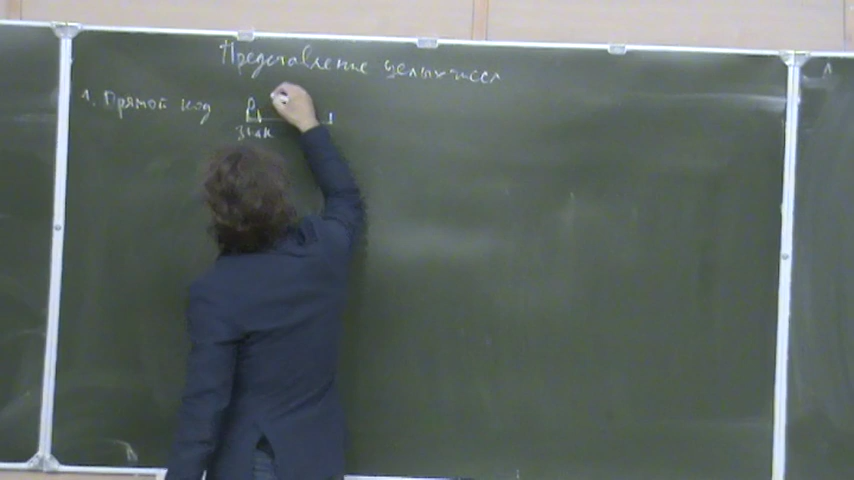 Представление целых чисел
1. Прямой код
знак